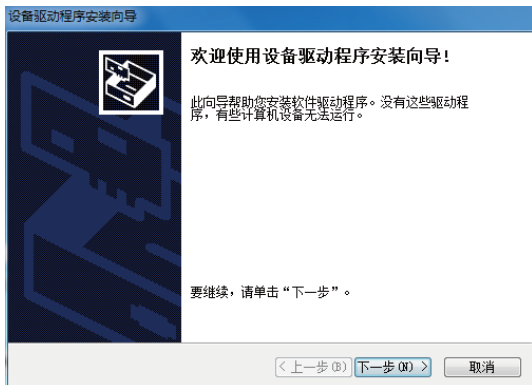 设备驱动程序安装向导
欢迎使用设备驱动程序安装向导!
此向导帮助您安装软件驱动程序。没有这些驱动程
序，有些计算机设备无法运行。
要继续，请单击“下一步”。
<上一步(B) 下一步(N)> 取消